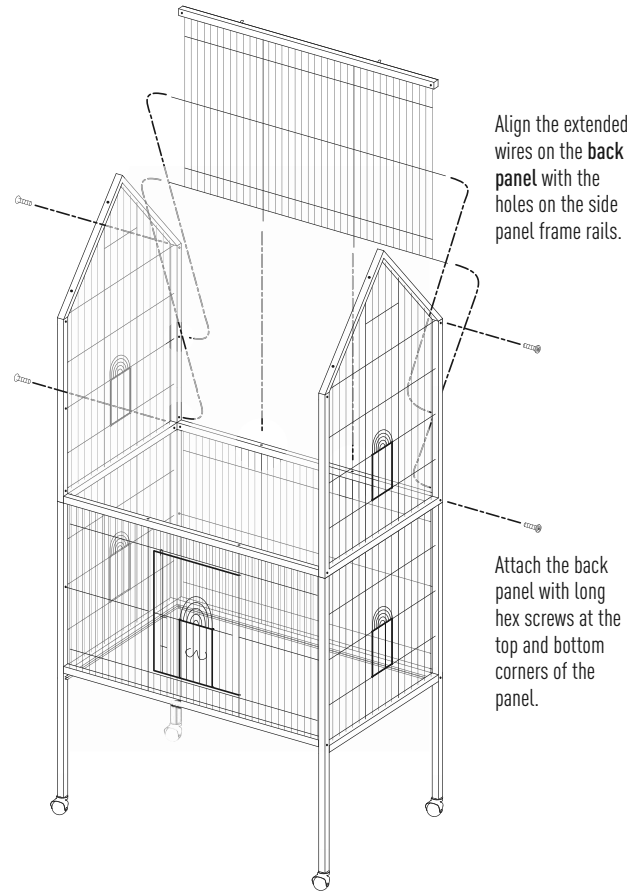 Align the extended
wires on the back
panel with the
holes on the side
panel frame rails.
Attach the back
panel with long
hex screws at the
top and bottom
corners of the
panel.